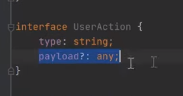 interface UserAction {
    type: string;
    payload?: any;
}